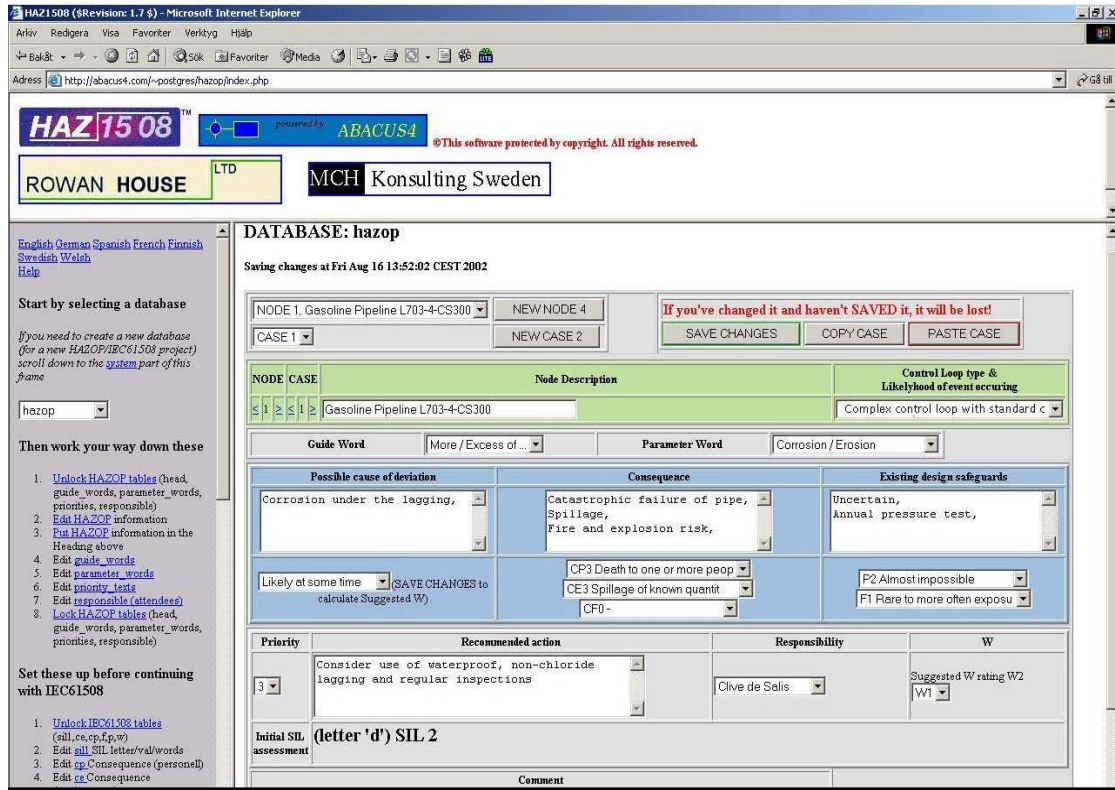 HAZ1508 ($Revision: 1.7 $) - Microsoft Internet Explorer
Arkiv Redigera Visa Favoriter Verktyg Hjälp
Bakåt Sök Favoriter Media
Adress http://abacus4.com/~postgres/hazop/index.php Gå till
HAZ 15 08 TM
powered by ABACUS4
©This software protected by copyright. All rights reserved.
ROWAN HOUSE LTD
MCH Konsulting Sweden
English German Spanish French Finnish
Swedish Welsh
Help
Start by selecting a database
If you need to create a new database
(for a new HAZOP/IEC61508 project)
scroll down to the system part of this
frame
hazop
Then work your way down these
1. Unlock HAZOP tables (head,
guide_words, parameter_words,
priorities, responsible)
2. Edit HAZOP information
3. Put HAZOP information in the
Heading above
4. Edit guide_words
5. Edit parameter_words
6. Edit priority_texts
7. Edit responsible (attendees)
8. Lock HAZOP tables (head,
guide_words, parameter_words,
priorities, responsible)
Set these up before continuing
with IEC61508
1. Unlock IEC61508 tables
(sill,ce,cp,f,p,w)
2. Edit sill SIL letter/val/words
3. Edit cp Consequence (personell)
4. Edit ce Consequence
DATABASE: hazop
Saving changes at Fri Aug 16 13:52:02 CEST 2002
NODE 1, Gasoline Pipeline L703-4-CS300 NEW NODE 4
CASE 1 NEW CASE 2
If you've changed it and haven't SAVED it, it will be lost!
SAVE CHANGES COPY CASE PASTE CASE
NODE CASE Node Description Control Loop type &
Likelyhood of event occuring
≤ 1 ≥ ≤ 1 ≥ Gasoline Pipeline L703-4-CS300 Complex control loop with standard c
Guide Word More / Excess of ... Parameter Word Corrosion / Erosion
Possible cause of deviation Consequence Existing design safeguards
Corrosion under the lagging,
Catastrophic failure of pipe,
Spillage,
Fire and explosion risk,
Uncertain,
Annual pressure test,
Likely at some time (SAVE CHANGES to
calculate Suggested W)
CP3 Death to one or more peop
CE3 Spillage of known quantit
CF0 -
P2 Almost impossible
F1 Rare to more often exposu
Priority Recommended action Responsibility W
3
Consider use of waterproof, non-chloride
lagging and regular inspections
Clive de Salis
Suggested W rating W2
W1
Initial SIL
assessment
(letter 'd') SIL 2
Comment